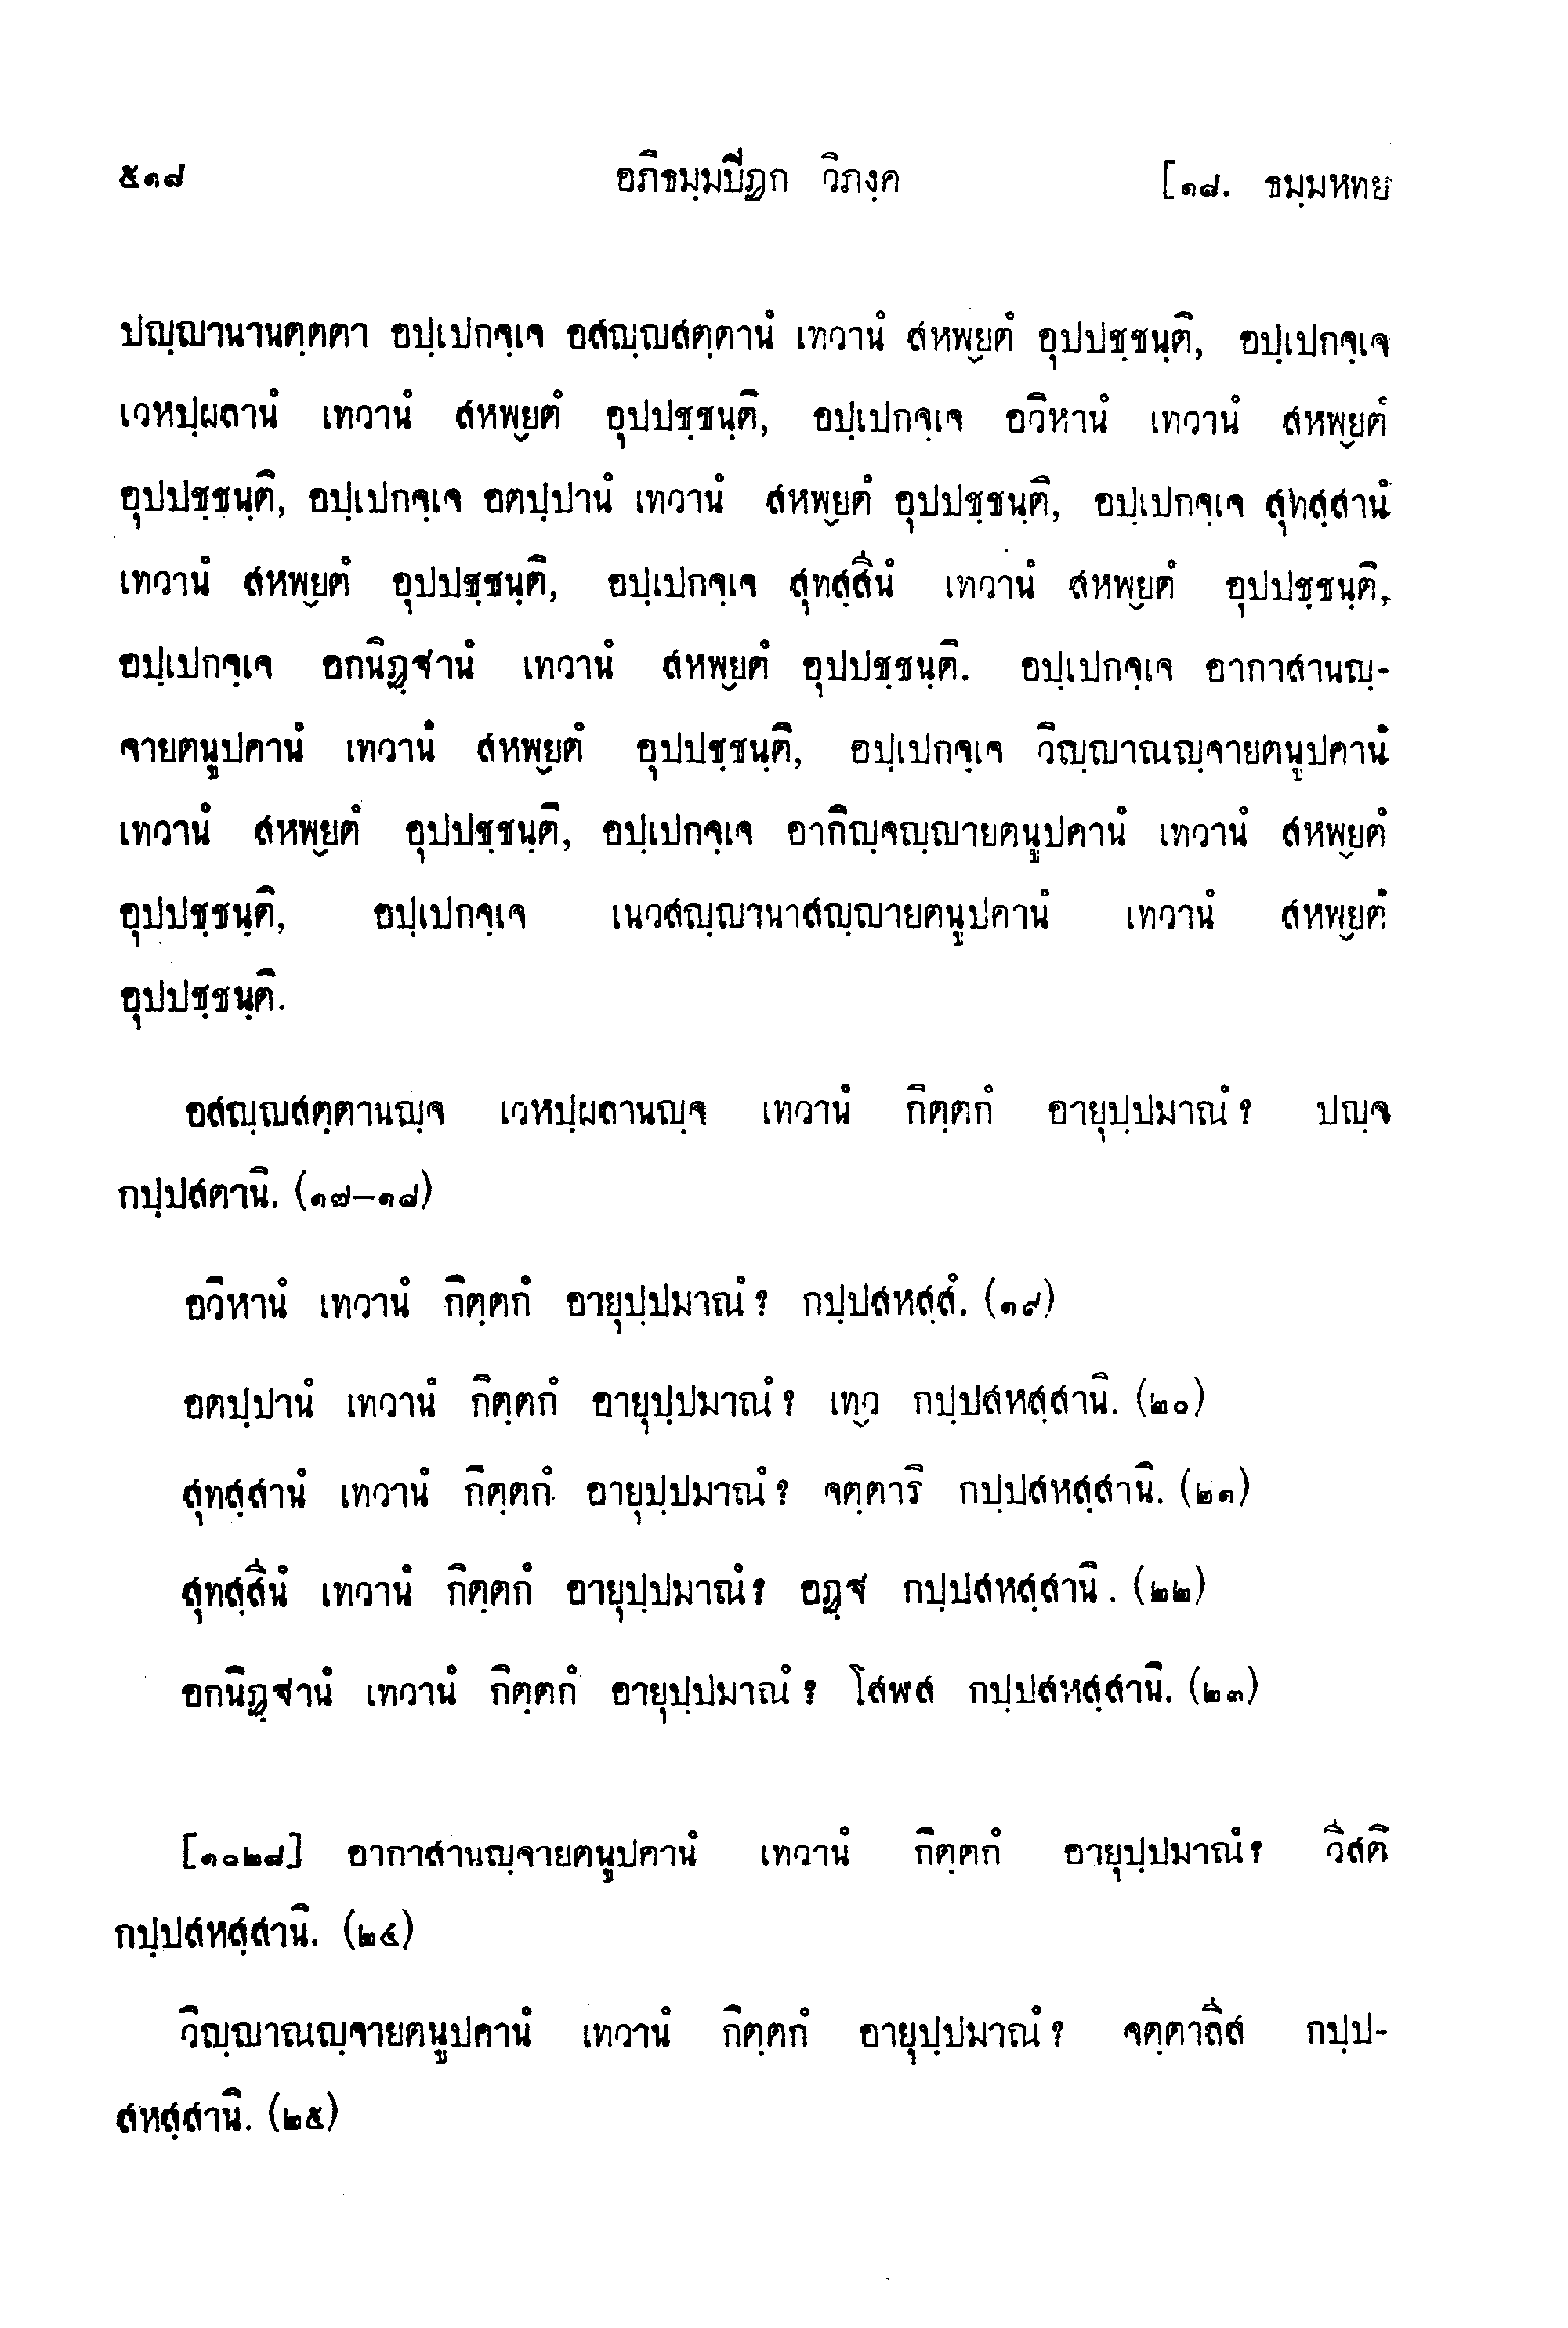 ๕๑๘ อภิธมฺมปิฏก วิภงฺค [๑๘. ธมฺมหทย
ปญฺญานานตฺตตา อปฺเปกจฺเจ อสญฺญสตฺตานํ เทวานํ สหพฺยตํ อุปปชฺชนฺติ, อปฺเปกจฺเจ
เวหปฺผลานํ เทวานํ สหพฺยตํ อุปปชฺชนฺติ, อปฺเปกจฺเจ อวิหานํ เทวานํ สหพฺยตํ
อุปปชฺชนฺติ, อปฺเปกจฺเจ อตปฺปานํ เทวานํ สหพฺยตํ อุปปชฺชนฺติ, อปฺเปกจฺเจ สุทสฺสานํ
เทวานํ สหพฺยตํ อุปปชฺชนฺติ, อปฺเปกจฺเจ สุทสฺสึนํ เทวานํ สหพฺยตํ อุปปชฺชนฺติ,
อปฺเปกจฺเจ อกนิฏฺฐานํ เทวานํ สหพฺยตํ อุปปชฺชนฺติ. อปฺเปกจฺเจ อากาสานญฺ-
จายตนูปคานํ เทวานํ สหพฺยตํ อุปปชฺชนฺติ, อปฺเปกจฺเจ วิญฺญาณญฺจายตนูปคานํ
เทวานํ สหพฺยตํ อุปปชฺชนฺติ, อปฺเปกจฺเจ อากิญฺจญฺญายตนูปคานํ เทวานํ สหพฺยตํ
อุปปชฺชนฺติ, อปฺเปกจฺเจ เนวสญฺญานาสญฺญายตนูปคานํ เทวานํ สหพฺยตํ
อุปปชฺชนฺติ.
อสญฺญสตฺตานญฺจ เวหปฺผลานญฺจ เทวานํ กิตฺตกํ อายุปฺปมาณํ? ปญฺจ
กปฺปสตานิ. (๑๗-๑๘)
อวิหานํ เทวานํ กิตฺตกํ อายุปฺปมาณํ? กปฺปสหสฺสํ. (๑๙)
อตปฺปานํ เทวานํ กิตฺตกํ อายุปฺปมาณํ? เทฺว กปฺปสหสฺสานิ. (๒๐)
สุทสฺสานํ เทวานํ กิตฺตกํ อายุปฺปมาณํ? จตฺตาริ กปฺปสหสฺสานิ. (๒๑)
สุทสฺสึนํ เทวานํ กิตฺตกํ อายุปฺปมาณํ? อฏฺฐ กปฺปสหสฺสานิ. (๒๒)
อกนิฏฺฐานํ เทวานํ กิตฺตกํ อายุปฺปมาณํ? โสฬส กปฺปสหสฺสานิ. (๒๓)
[๑๐๒๘] อากาสานญฺจายตนูปคานํ เทวานํ กิตฺตกํ อายุปฺปมาณํ? วีสติ
กปฺปสหสฺสานิ. (๒๔)
วิญฺญาณญฺจายตนูปคานํ เทวานํ กิตฺตกํ อายุปฺปมาณํ? จตฺตาลีส กปฺป-
สหสฺสานิ. (๒๕)